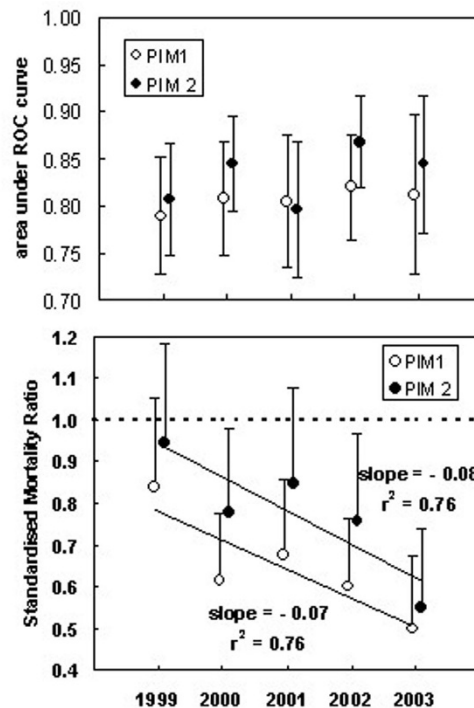 1.00
PIM1
PIM 2
0.95
0.90
0.85
0.80
0.75
0.70
area under ROC curve
1.2
PIM1
PIM 2
1.1
1.0
0.9
0.8
0.7
0.6
0.5
0.4
Standardised Mortality Ratio
slope = - 0.08
r² = 0.76
slope = - 0.07
r² = 0.76
1999 2000 2001 2002 2003